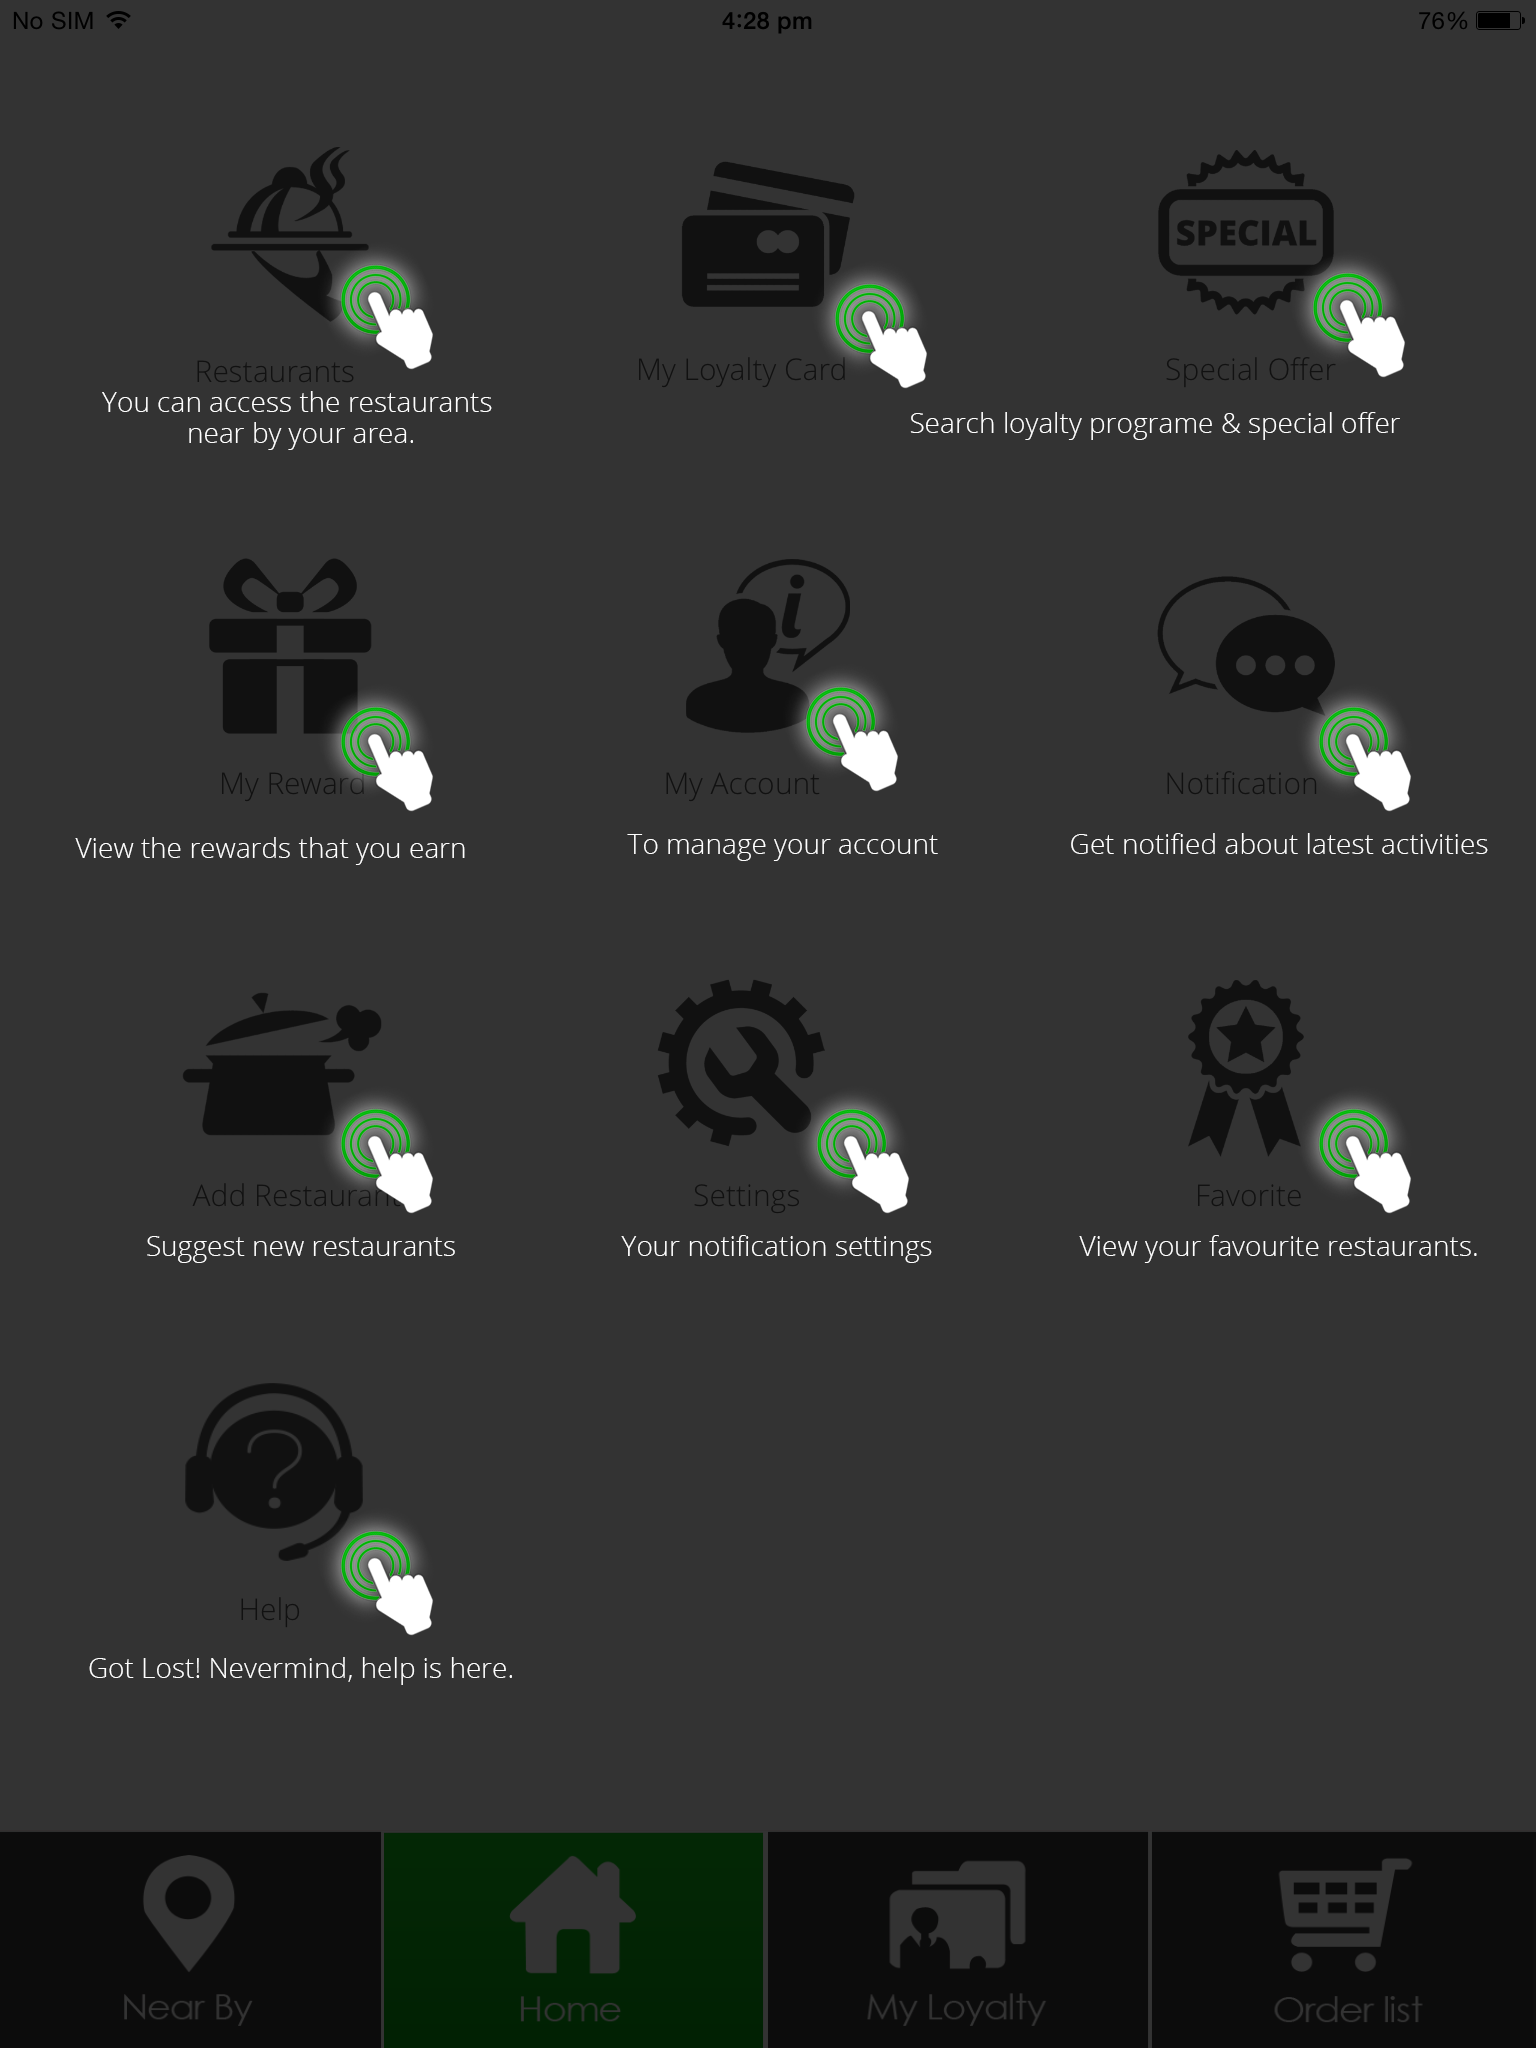 No SIM
4:28 pm
76%
SPECIAL
Restaurants
My Loyalty Card
Special Offer
You can access the restaurants
near by your area.
Search loyalty programe & special offer
i
My Reward
My Account
Notification
View the rewards that you earn
To manage your account
Get notified about latest activities
Add Restaurant
Settings
Favorite
Suggest new restaurants
Your notification settings
View your favourite restaurants.
?
Help
Got Lost! Nevermind, help is here.
Near By
Home
My Loyalty
Order list